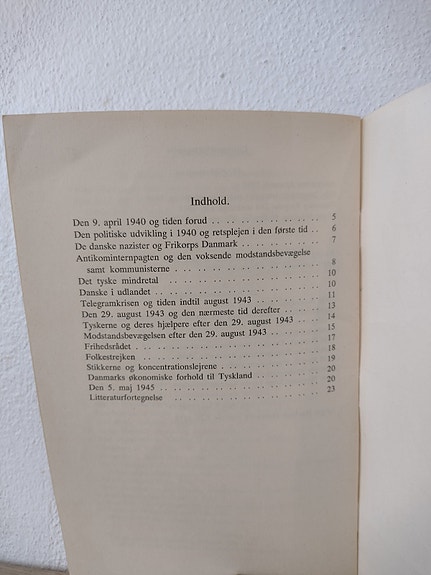 Indhold.
Den 9. april 1940 og tiden forud . . . . . . . . . . . . . 5
Den politiske udvikling i 1940 og retsplejen i den første tid . . 6
De danske nazister og Frikorps Danmark . . . . . . . . . . 7
Antikominternpagten og den voksende modstandsbevægelse
samt kommunisterne . . . . . . . . . . . . . . . . . 8
Det tyske mindretal . . . . . . . . . . . . . . . . . . 10
Danske i udlandet . . . . . . . . . . . . . . . . . . . 10
Telegramkrisen og tiden indtil august 1943 . . . . . . . . 11
Den 29. august 1943 og den nærmeste tid derefter . . . . . 13
Tyskerne og deres hjælpere efter den 29. august 1943 . . . . 14
Modstandsbevægelsen efter den 29. august 1943 . . . . . . 15
Frihedsrådet . . . . . . . . . . . . . . . . . . . . . 17
Folkestrejken . . . . . . . . . . . . . . . . . . . . . 18
Stikkerne og koncentrationslejrene . . . . . . . . . . . . 19
Danmarks økonomiske forhold til Tyskland . . . . . . . . . 20
Den 5. maj 1945 . . . . . . . . . . . . . . . . . . . . 20
Litteraturfortegnelse . . . . . . . . . . . . . . . . . . 23